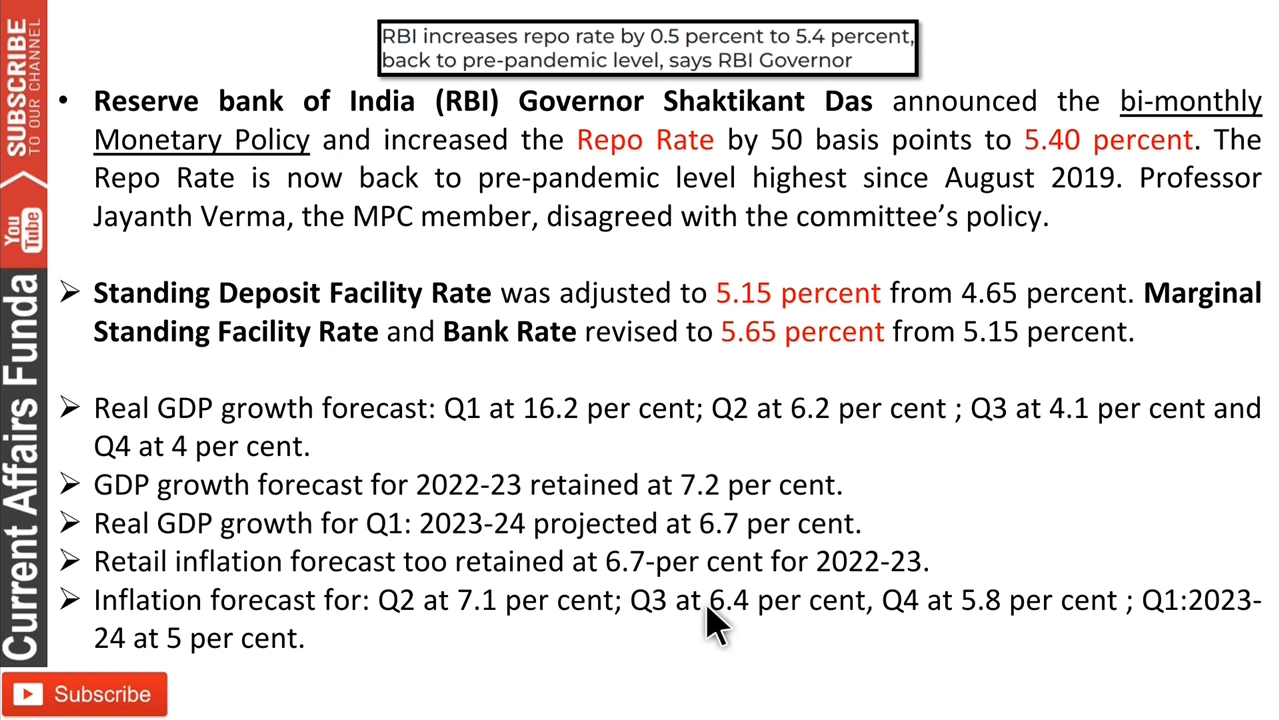 RBI increases repo rate by 0.5 percent to 5.4 percent,
back to pre-pandemic level, says RBI Governor
• Reserve bank of India (RBI) Governor Shaktikant Das announced the bi-monthly
Monetary Policy and increased the Repo Rate by 50 basis points to 5.40 percent. The
Repo Rate is now back to pre-pandemic level highest since August 2019. Professor
Jayanth Verma, the MPC member, disagreed with the committee’s policy.
➢ Standing Deposit Facility Rate was adjusted to 5.15 percent from 4.65 percent. Marginal
Standing Facility Rate and Bank Rate revised to 5.65 percent from 5.15 percent.
➢ Real GDP growth forecast: Q1 at 16.2 per cent; Q2 at 6.2 per cent ; Q3 at 4.1 per cent and
Q4 at 4 per cent.
➢ GDP growth forecast for 2022-23 retained at 7.2 per cent.
➢ Real GDP growth for Q1: 2023-24 projected at 6.7 per cent.
➢ Retail inflation forecast too retained at 6.7-per cent for 2022-23.
➢ Inflation forecast for: Q2 at 7.1 per cent; Q3 at 6.4 per cent, Q4 at 5.8 per cent ; Q1:2023-
24 at 5 per cent.
SUBSCRIBE
TO OUR CHANNEL
You
Tube
Current Affairs Funda
Subscribe